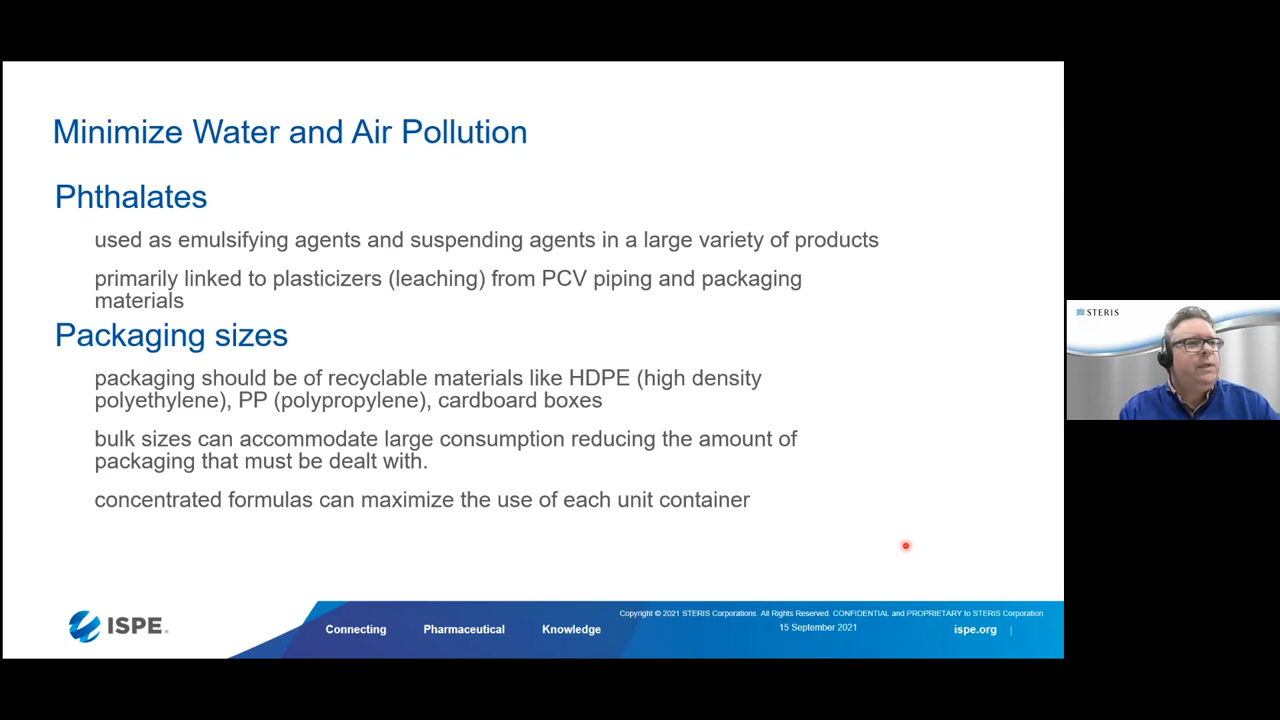 Minimize Water and Air Pollution
Phthalates
used as emulsifying agents and suspending agents in a large variety of products
primarily linked to plasticizers (leaching) from PCV piping and packaging
materials
Packaging sizes
packaging should be of recyclable materials like HDPE (high density
polyethylene), PP (polypropylene), cardboard boxes
bulk sizes can accommodate large consumption reducing the amount of
packaging that must be dealt with.
concentrated formulas can maximize the use of each unit container
STERIS
ISPE
Connecting Pharmaceutical Knowledge
Copyright © 2021 STERIS Corporations. All Rights Reserved. CONFIDENTIAL and PROPRIETARY to STERIS Corporation
15 September 2021
ispe.org |